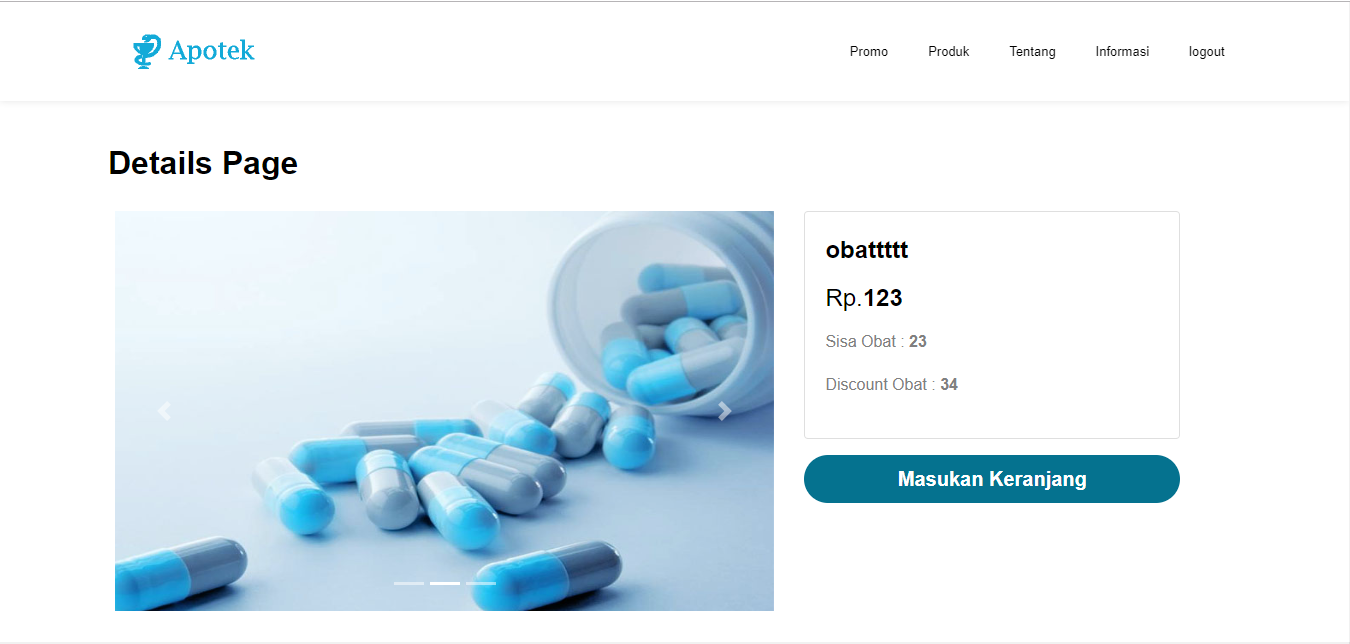 Apotek
Promo Produk Tentang Informasi logout
Details Page
obattttt
Rp.123
Sisa Obat : 23
Discount Obat : 34
Masukan Keranjang